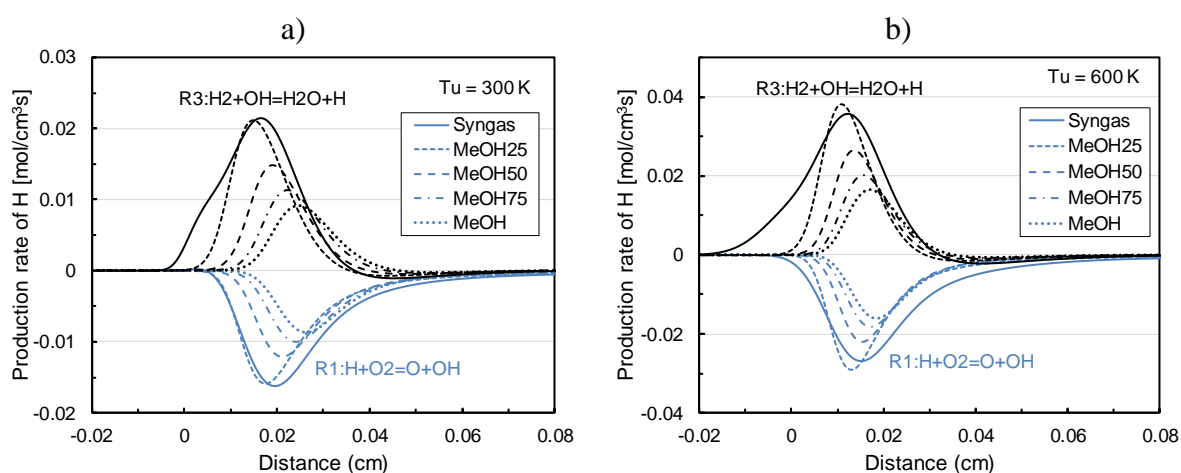 a)
Production rate of H [mol/cm³s]
0.03
0.02
0.01
0
-0.01
-0.02
Tu = 300 K
R3:H2+OH=H2O+H
Syngas
MeOH25
MeOH50
MeOH75
MeOH
R1:H+O2=O+OH
-0.02 0 0.02 0.04 0.06 0.08
Distance (cm)
b)
Production rate of H [mol/cm³s]
0.04
0.02
0
-0.02
-0.04
Tu = 600 K
R3:H2+OH=H2O+H
Syngas
MeOH25
MeOH50
MeOH75
MeOH
R1:H+O2=O+OH
-0.02 0 0.02 0.04 0.06 0.08
Distance (cm)